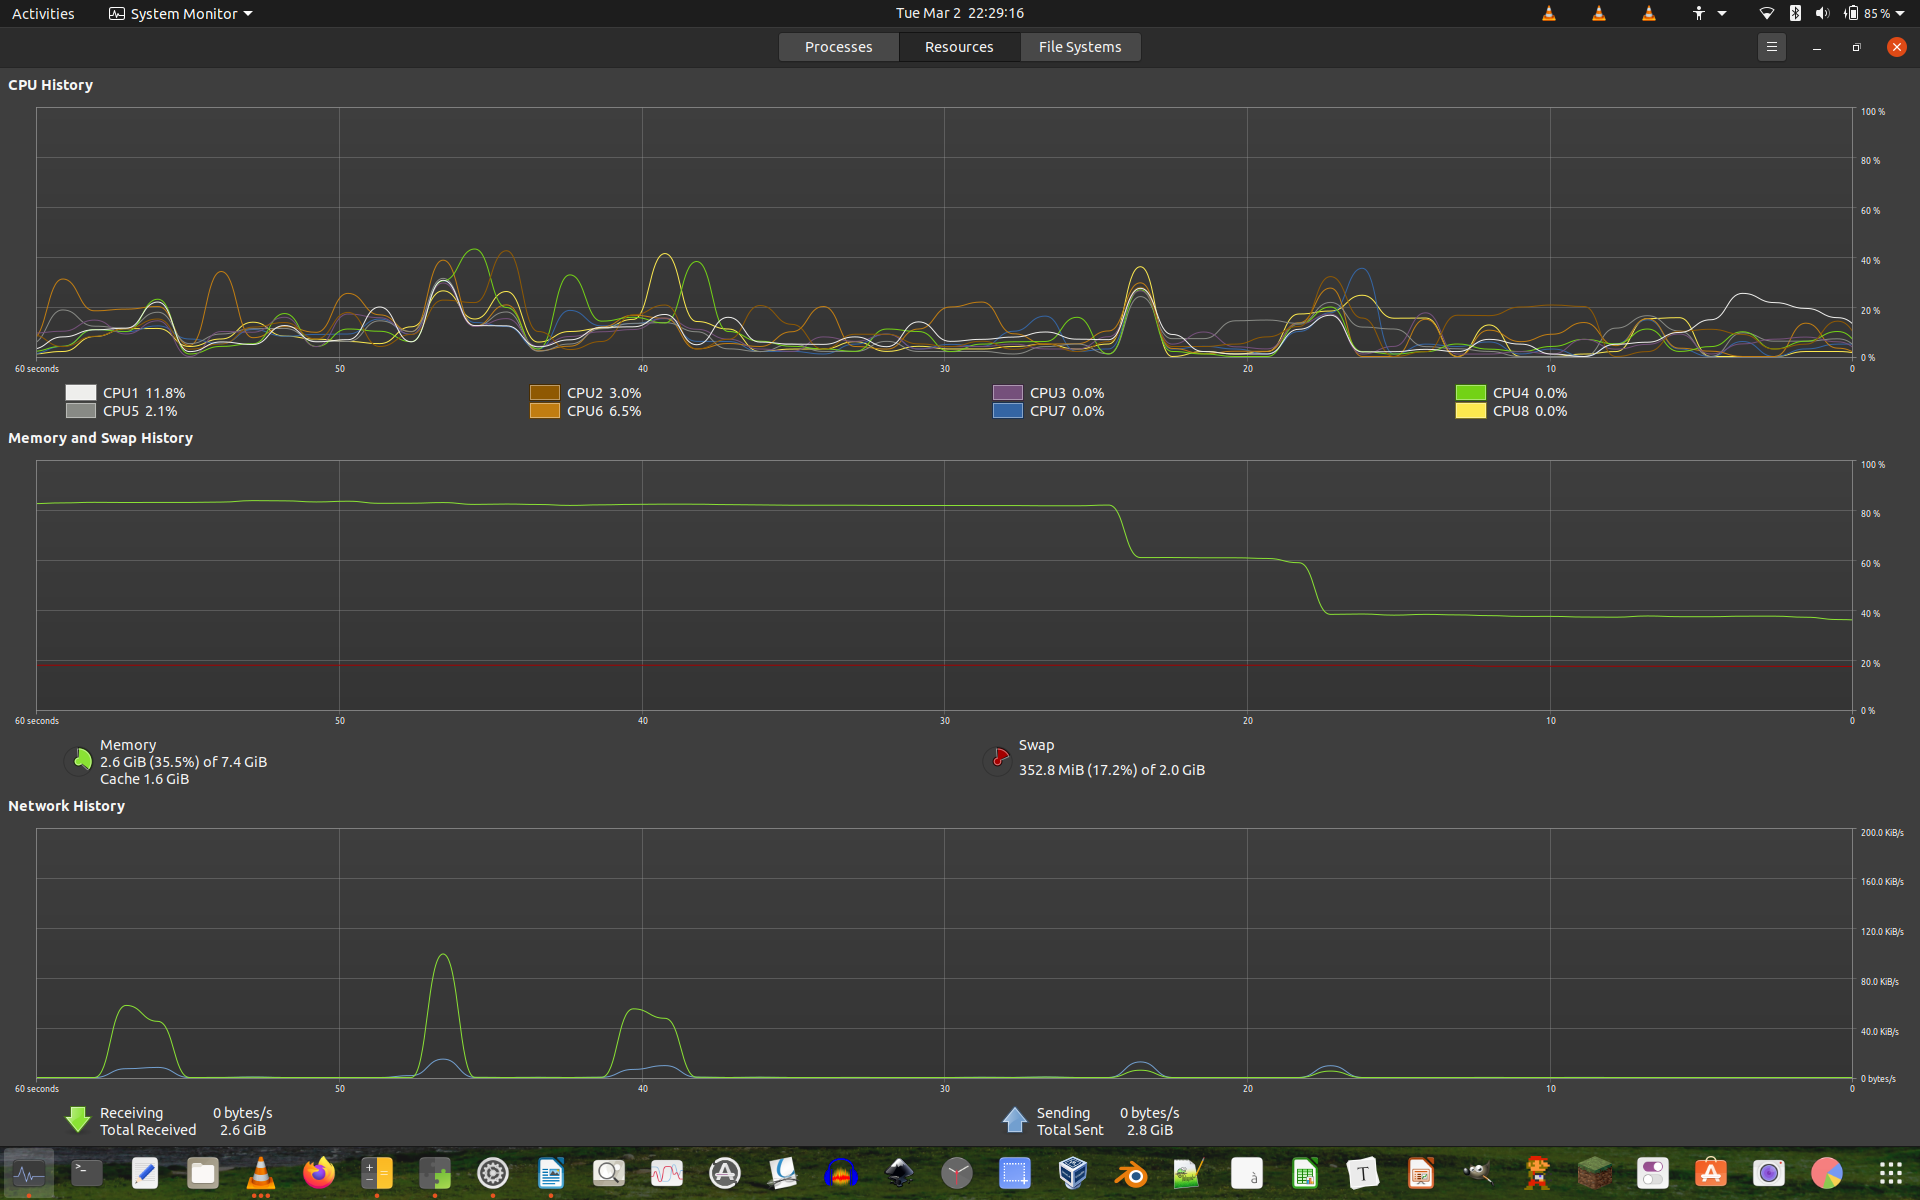 Activities System Monitor Tue Mar 2 22:29:16 85 %
Processes Resources File Systems
CPU History
100 %
80 %
60 %
40 %
20 %
0 %
60 seconds 50 40 30 20 10 0
CPU1 11.8% CPU2 3.0% CPU3 0.0% CPU4 0.0%
CPU5 2.1% CPU6 6.5% CPU7 0.0% CPU8 0.0%
Memory and Swap History
100 %
80 %
60 %
40 %
20 %
0 %
60 seconds 50 40 30 20 10 0
Memory Swap
2.6 GiB (35.5%) of 7.4 GiB 352.8 MiB (17.2%) of 2.0 GiB
Cache 1.6 GiB
Network History
200.0 KiB/s
160.0 KiB/s
120.0 KiB/s
80.0 KiB/s
40.0 KiB/s
0 bytes/s
60 seconds 50 40 30 20 10 0
Receiving 0 bytes/s Sending 0 bytes/s
Total Received 2.6 GiB Total Sent 2.8 GiB